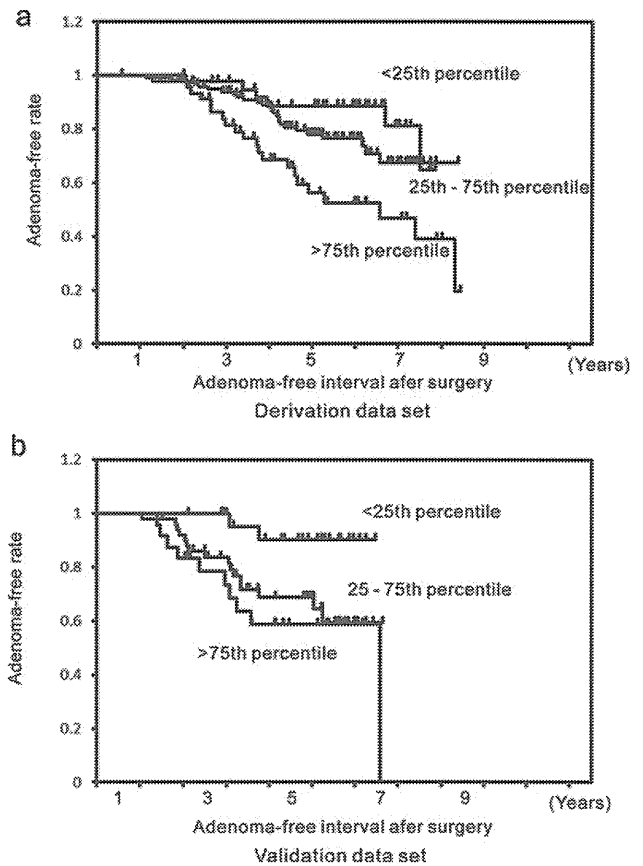 a
1.2
1
0.8
0.6
0.4
0.2
0
Adenoma-free rate
<25th percentile
25th - 75th percentile
>75th percentile
1 3 5 7 9
(Years)
Adenoma-free interval afer surgery
Derivation data set
b
1.2
1
0.8
0.6
0.4
0.2
0
Adenoma-free rate
<25th percentile
25 - 75th percentile
>75th percentile
1 3 5 7 9
(Years)
Adenoma-free interval afer surgery
Validation data set